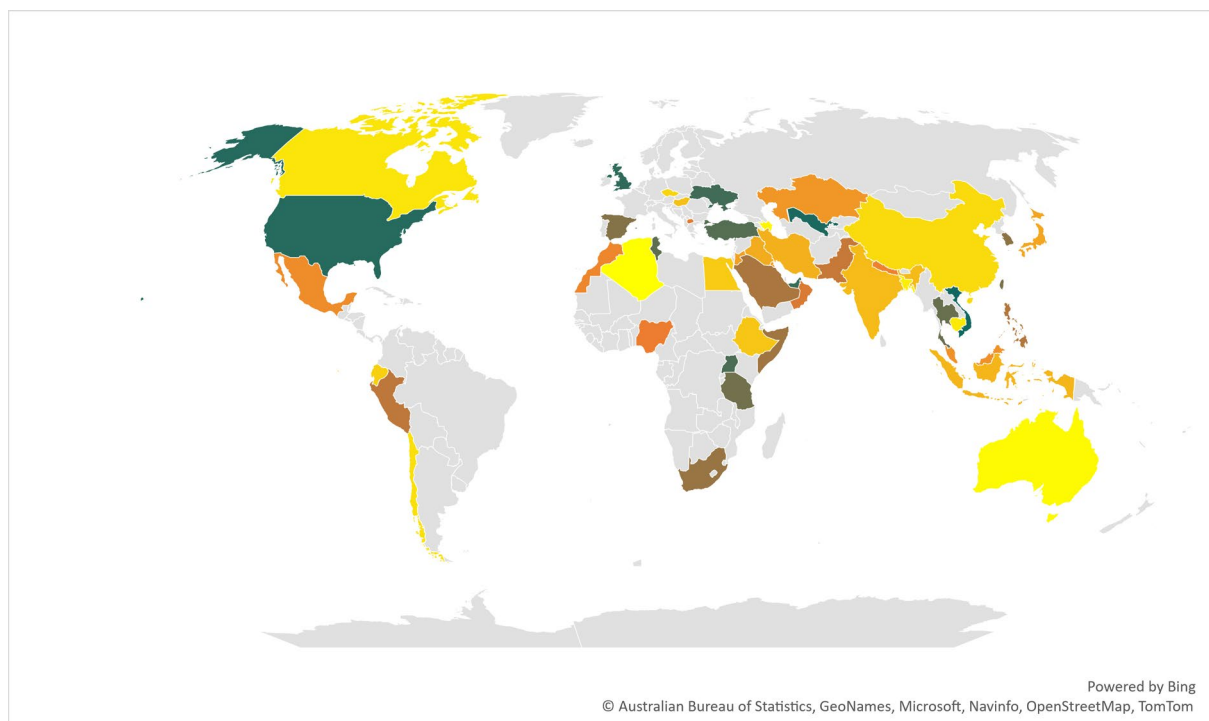 Powered by Bing
© Australian Bureau of Statistics, GeoNames, Microsoft, Navinfo, OpenStreetMap, TomTom